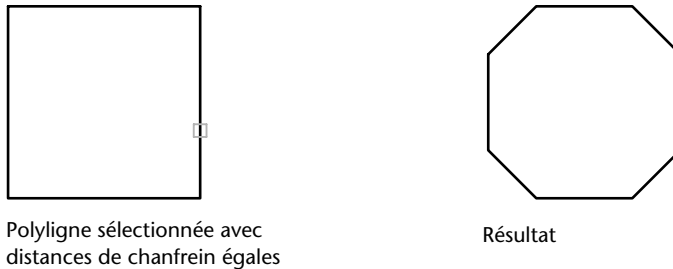 Polyligne sélectionnée avec
distances de chanfrein égales
Résultat